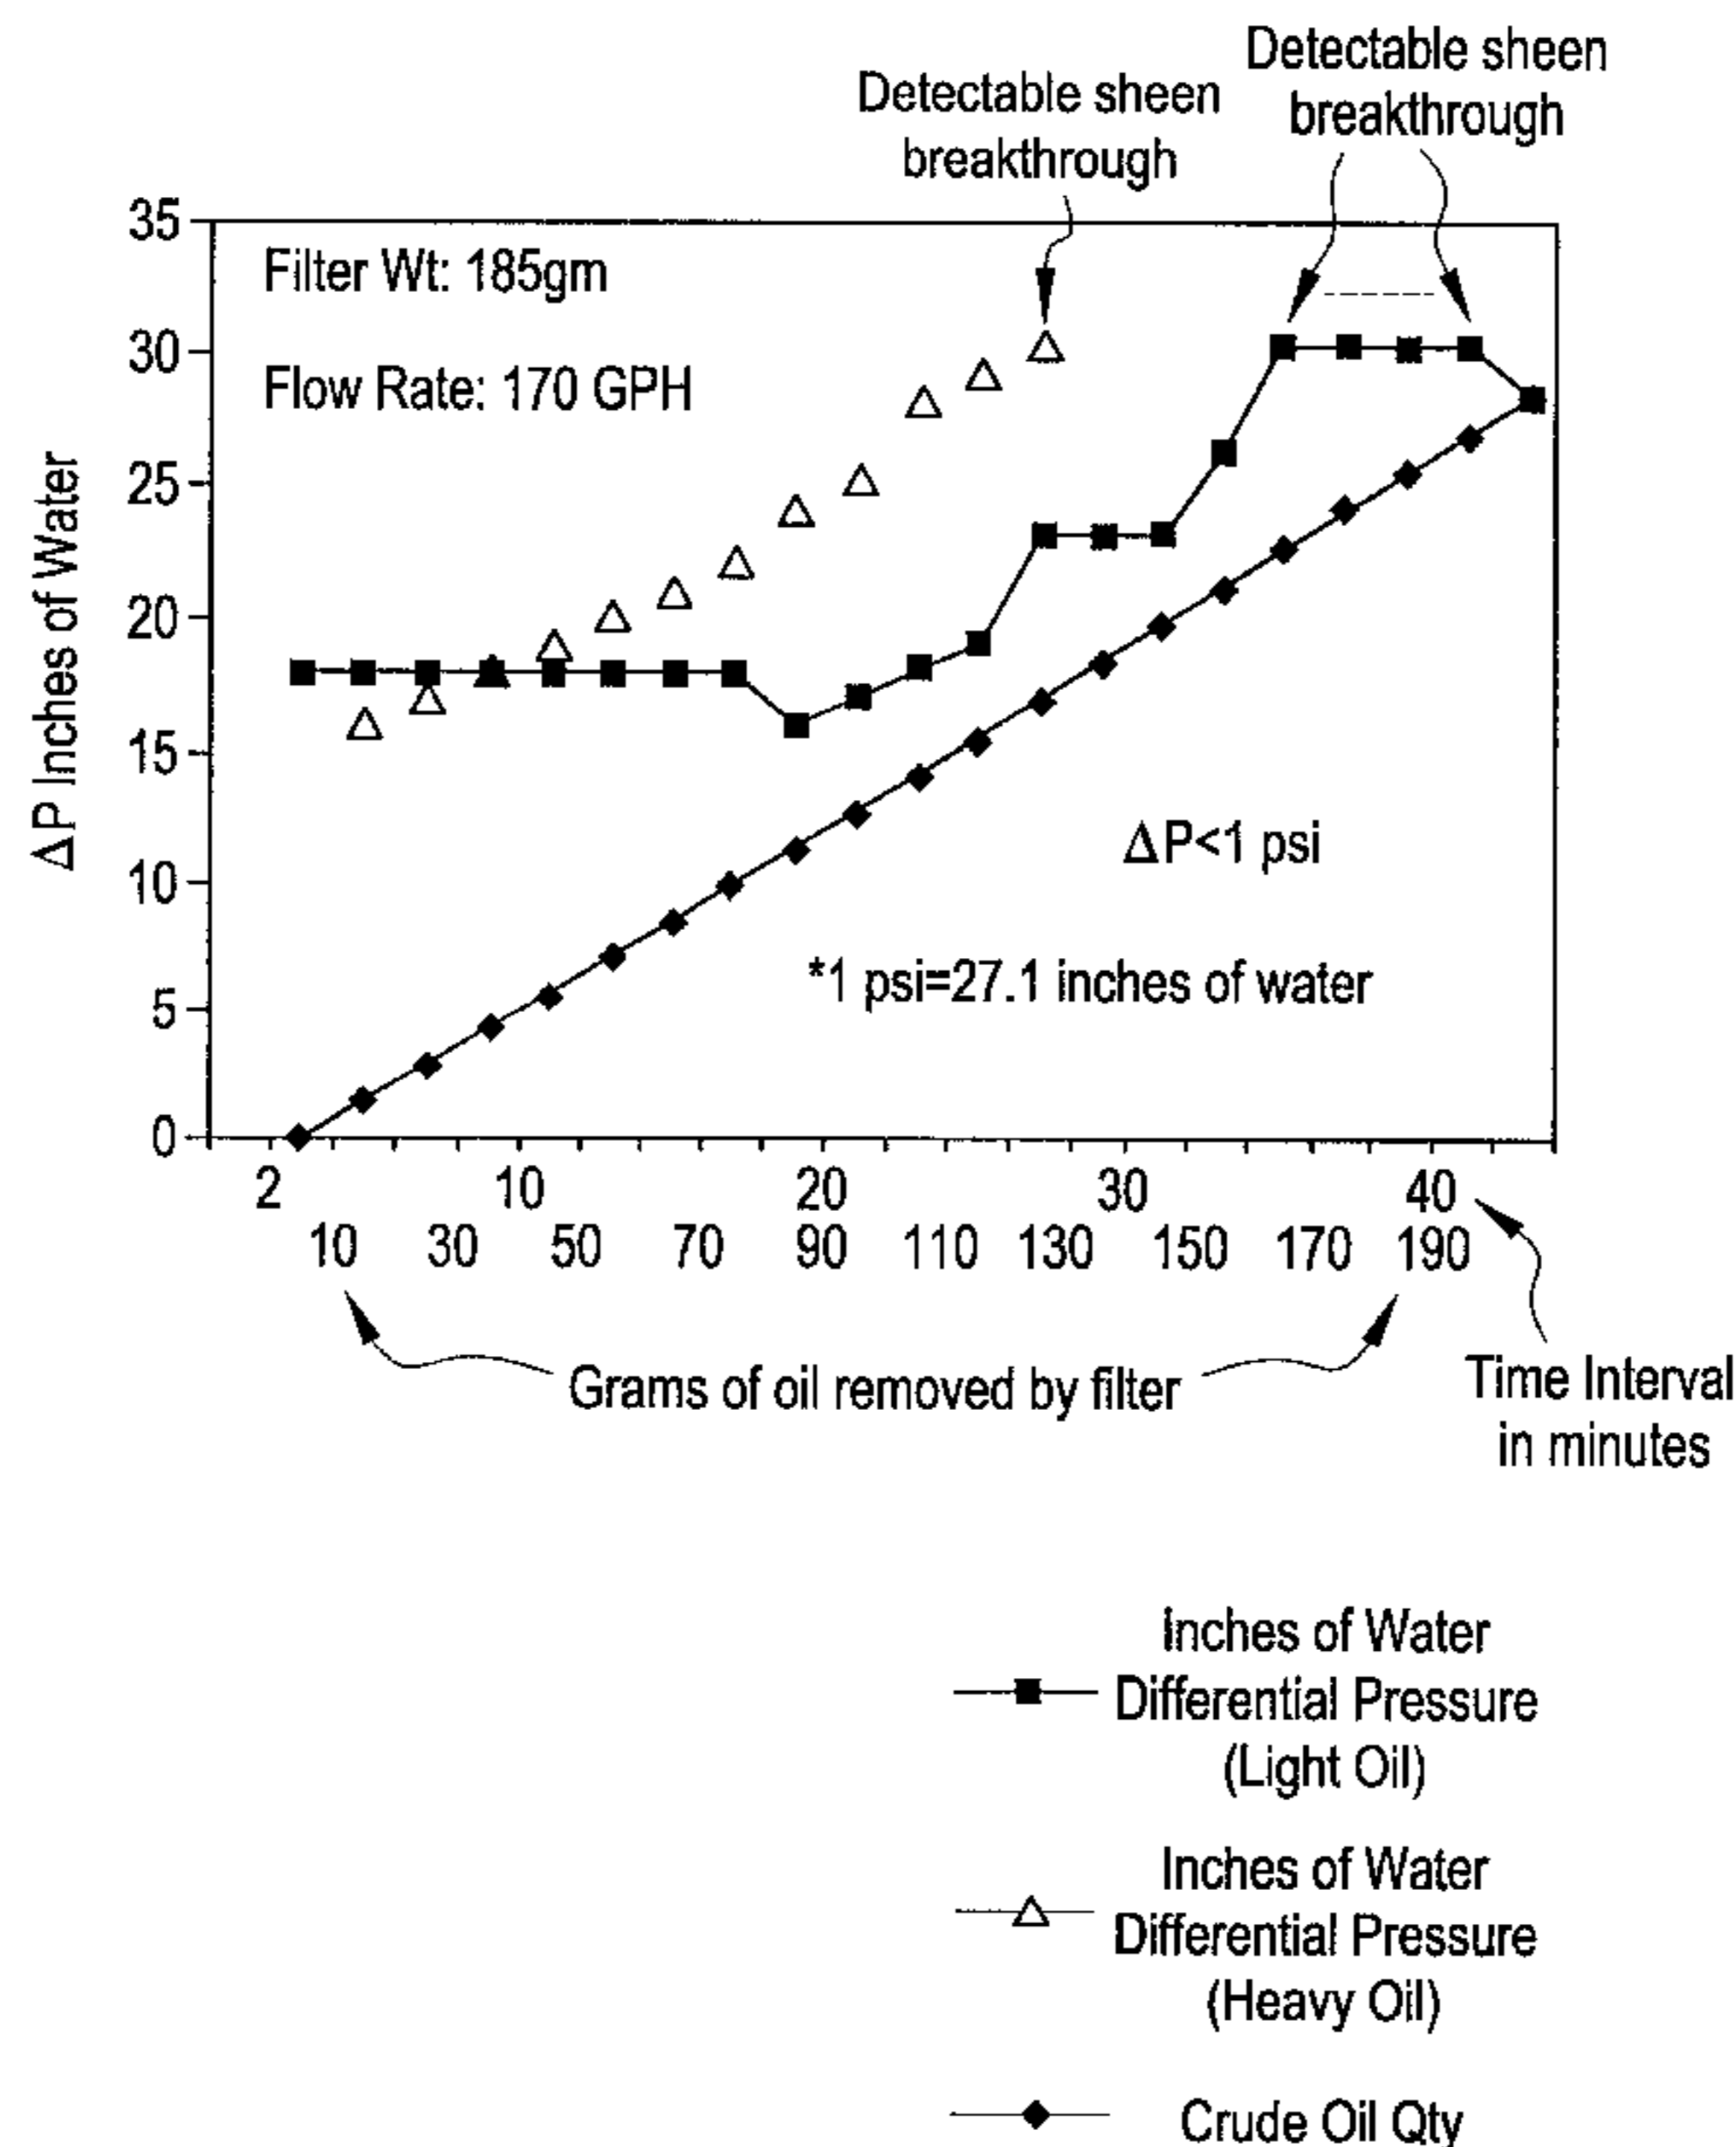 Detectable sheen
breakthrough
Detectable sheen
breakthrough
35
30
25
20
15
10
5
0
ΔP Inches of Water
Filter Wt: 185gm
Flow Rate: 170 GPH
ΔP<1 psi
*1 psi=27.1 inches of water
2 10 20 30 40
10 30 50 70 90 110 130 150 170 190
Grams of oil removed by filter
Time Interval
in minutes
Inches of Water
Differential Pressure
(Light Oil)
Inches of Water
Differential Pressure
(Heavy Oil)
Crude Oil Qty